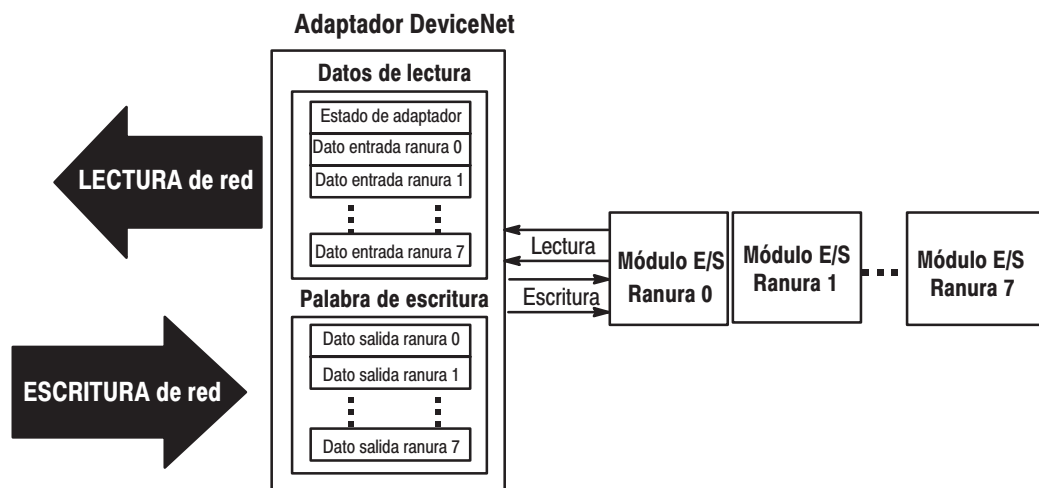 Adaptador DeviceNet
Datos de lectura
Estado de adaptador
Dato entrada ranura 0
Dato entrada ranura 1
Dato entrada ranura 7
LECTURA de red
Lectura
Escritura
Módulo E/S
Ranura 0
Módulo E/S
Ranura 1
Módulo E/S
Ranura 7
Palabra de escritura
Dato salida ranura 0
Dato salida ranura 1
Dato salida ranura 7
ESCRITURA de red